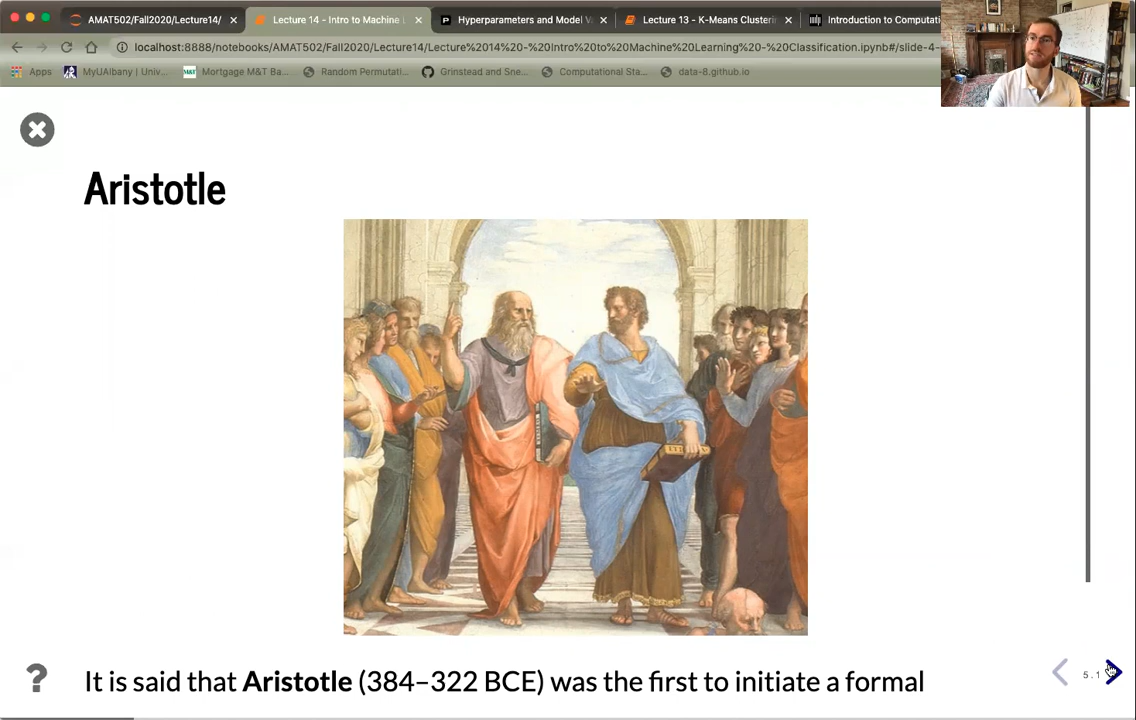 AMAT502/Fall2020/Lecture14/
Lecture 14 - Intro to Machine L
Hyperparameters and Model V
Lecture 13 - K-Means Clusterin
Introduction to Computati
localhost:8888/notebooks/AMAT502/Fall2020/Lecture14/Lecture%2014%20-%20Intro%20to%20Machine%20Learning%20-%20Classification.ipynb#/slide-4-
Apps
MyUAlbany | Univ...
M&T
Mortgage M&T Ba...
Random Permutati...
Grinstead and Sne...
Computational Sta...
data-8.github.io
Aristotle
It is said that Aristotle (384–322 BCE) was the first to initiate a formal
5.1